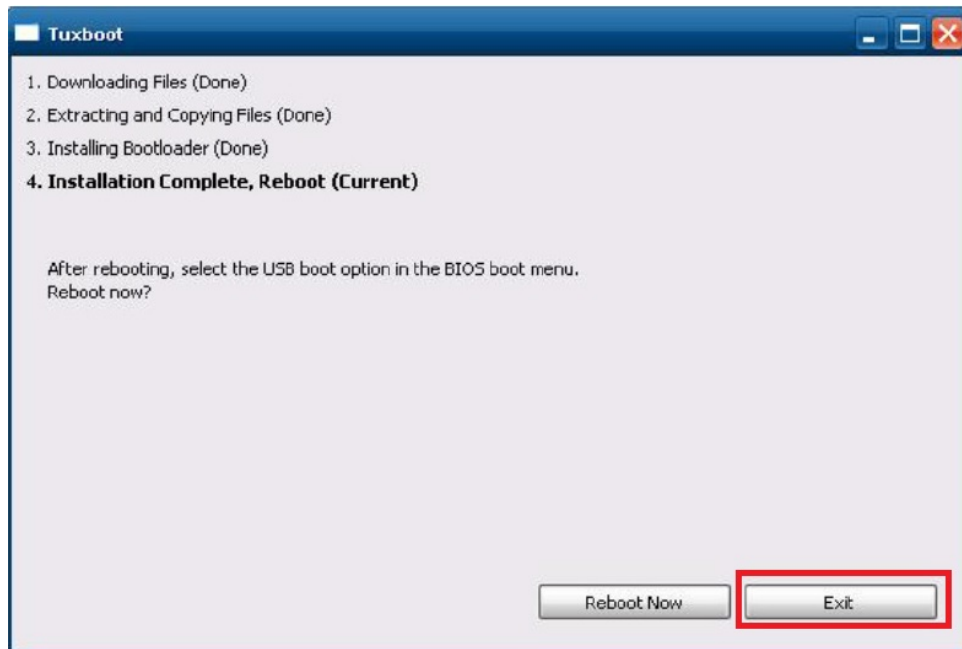 Tuxboot
1. Downloading Files (Done)
2. Extracting and Copying Files (Done)
3. Installing Bootloader (Done)
4. Installation Complete, Reboot (Current)
After rebooting, select the USB boot option in the BIOS boot menu.
Reboot now?
Reboot Now
Exit